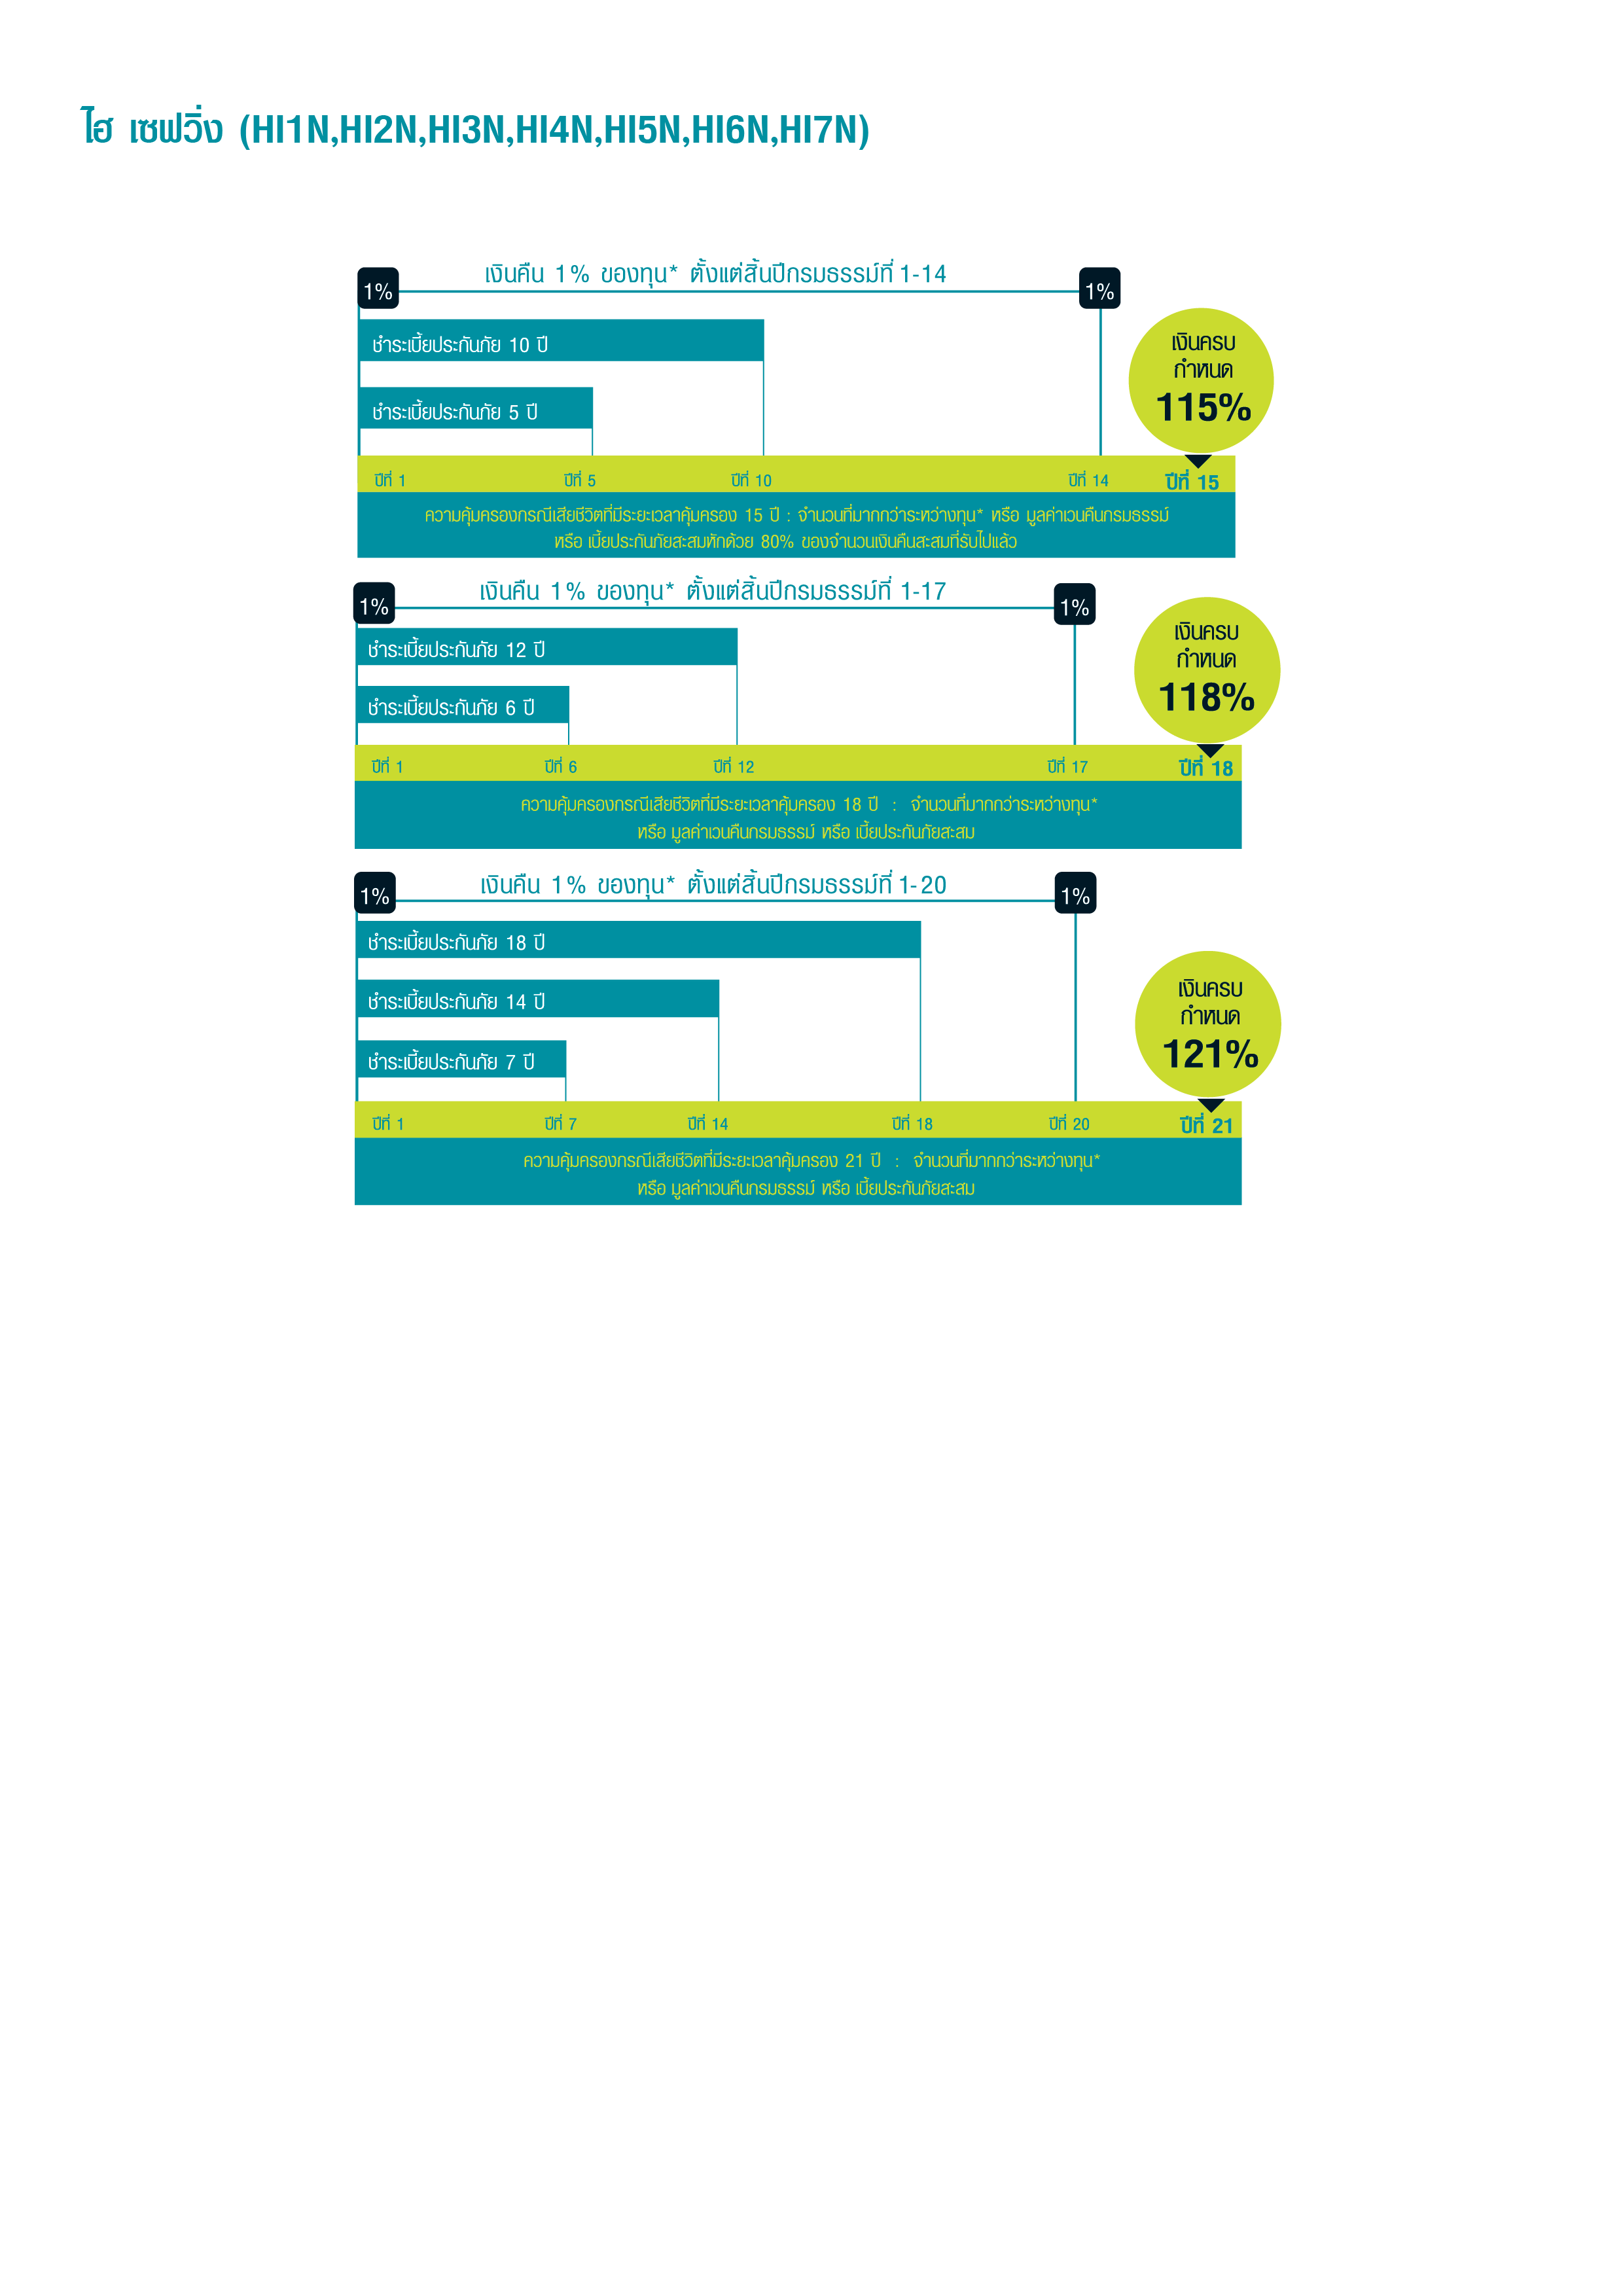 ไฮ เซฟวิ่ง (HI1N,HI2N,HI3N,HI4N,HI5N,HI6N,HI7N)
เงินคืน 1% ของทุน* ตั้งแต่สิ้นปีกรมธรรม์ที่ 1-14
1%
1%
ชำระเบี้ยประกันภัย 10 ปี
ชำระเบี้ยประกันภัย 5 ปี
เงินครบ
กำหนด
115%
ปีที่ 1 ปีที่ 5 ปีที่ 10 ปีที่ 14 ปีที่ 15
ความคุ้มครองกรณีเสียชีวิตที่มีระยะเวลาคุ้มครอง 15 ปี : จำนวนที่มากกว่าระหว่างทุน* หรือ มูลค่าเวนคืนกรมธรรม์
หรือ เบี้ยประกันภัยสะสมหักด้วย 80% ของจำนวนเงินคืนสะสมที่รับไปแล้ว
เงินคืน 1% ของทุน* ตั้งแต่สิ้นปีกรมธรรม์ที่ 1-17
1%
1%
ชำระเบี้ยประกันภัย 12 ปี
ชำระเบี้ยประกันภัย 6 ปี
เงินครบ
กำหนด
118%
ปีที่ 1 ปีที่ 6 ปีที่ 12 ปีที่ 17 ปีที่ 18
ความคุ้มครองกรณีเสียชีวิตที่มีระยะเวลาคุ้มครอง 18 ปี : จำนวนที่มากกว่าระหว่างทุน*
หรือ มูลค่าเวนคืนกรมธรรม์ หรือ เบี้ยประกันภัยสะสม
เงินคืน 1% ของทุน* ตั้งแต่สิ้นปีกรมธรรม์ที่ 1-20
1%
1%
ชำระเบี้ยประกันภัย 18 ปี
ชำระเบี้ยประกันภัย 14 ปี
ชำระเบี้ยประกันภัย 7 ปี
เงินครบ
กำหนด
121%
ปีที่ 1 ปีที่ 7 ปีที่ 14 ปีที่ 18 ปีที่ 20 ปีที่ 21
ความคุ้มครองกรณีเสียชีวิตที่มีระยะเวลาคุ้มครอง 21 ปี : จำนวนที่มากกว่าระหว่างทุน*
หรือ มูลค่าเวนคืนกรมธรรม์ หรือ เบี้ยประกันภัยสะสม